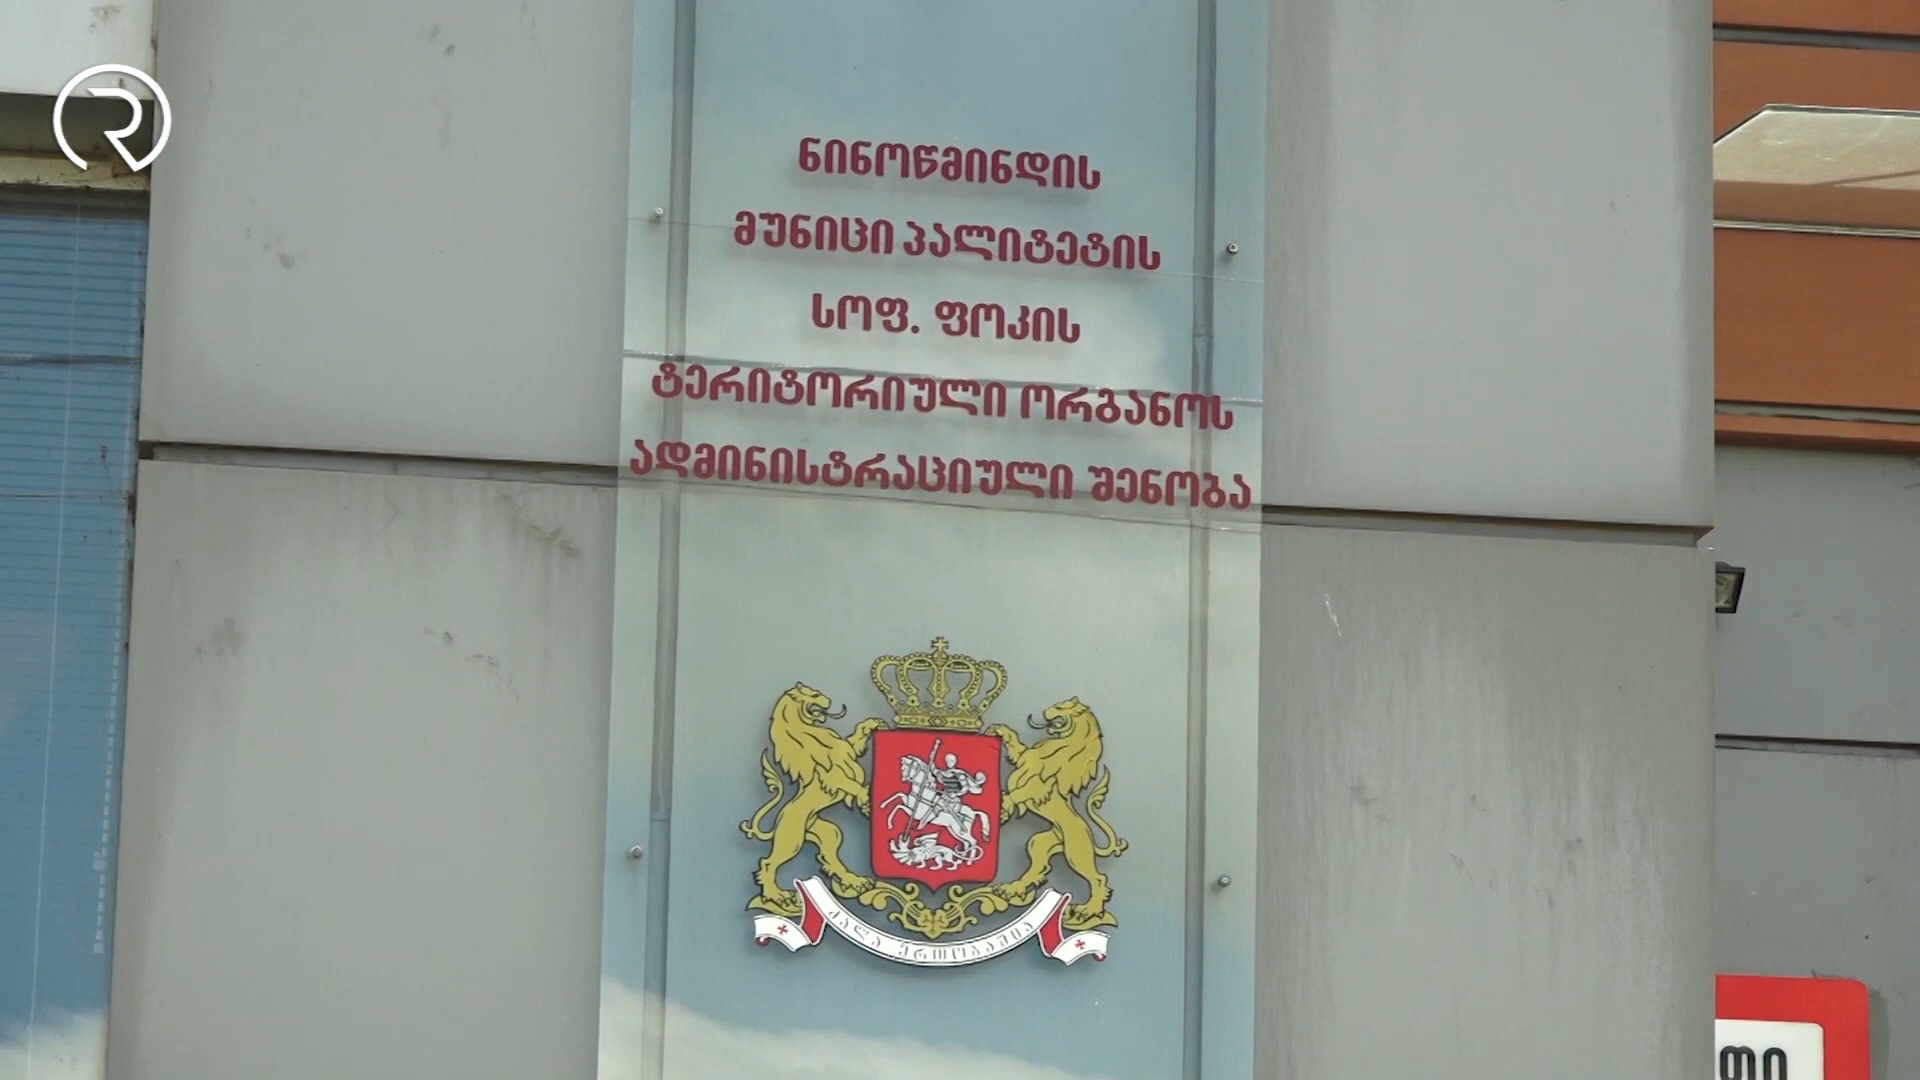 ნინოწმინდის
მუნიციპალიტეტის
სოფ. ფოკის
ტერიტორიული ორგანოს
ადმინისტრაციული შენობა
ძალა ერთობაშია